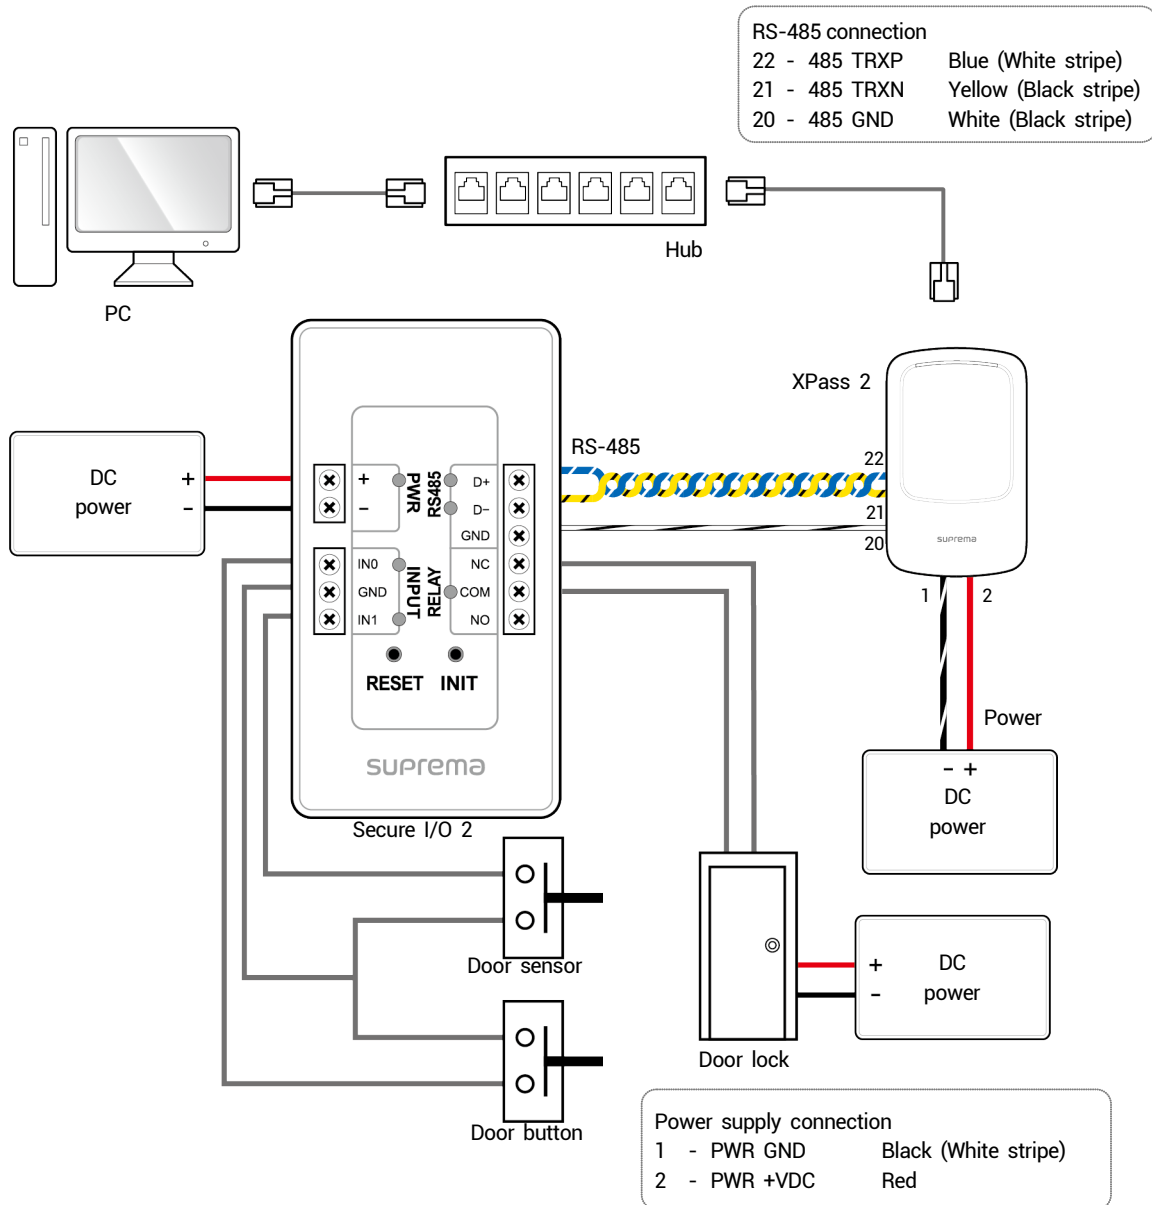 RS-485 connection
22 - 485 TRXP Blue (White stripe)
21 - 485 TRXN Yellow (Black stripe)
20 - 485 GND White (Black stripe)
Hub
PC
XPass 2
RS-485
DC
power
+
-
+
-
PWR
RS485
D+
D-
GND
IN0
GND
IN1
INPUT
RELAY
NC
COM
NO
RESET INIT
suprema
Secure I/O 2
22
21
20
suprema
1 2
Power
- +
DC
power
Door sensor
Door button
Door lock
+
-
DC
power
Power supply connection
1 - PWR GND Black (White stripe)
2 - PWR +VDC Red